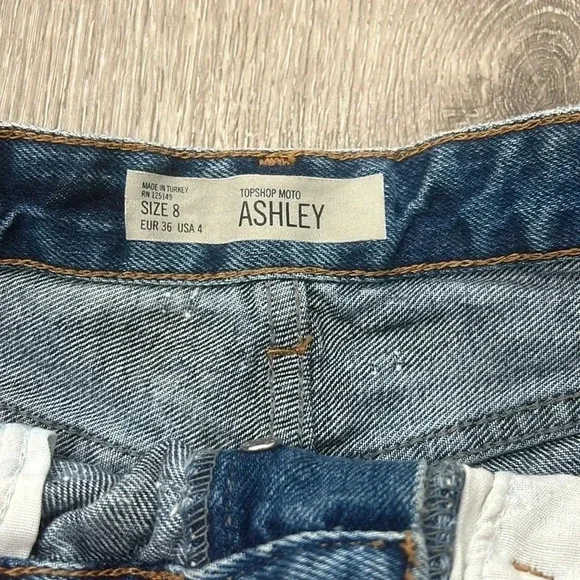 MADE IN TURKEY
RN 125149
SIZE 8
EUR 36 USA 4
TOPSHOP MOTO
ASHLEY